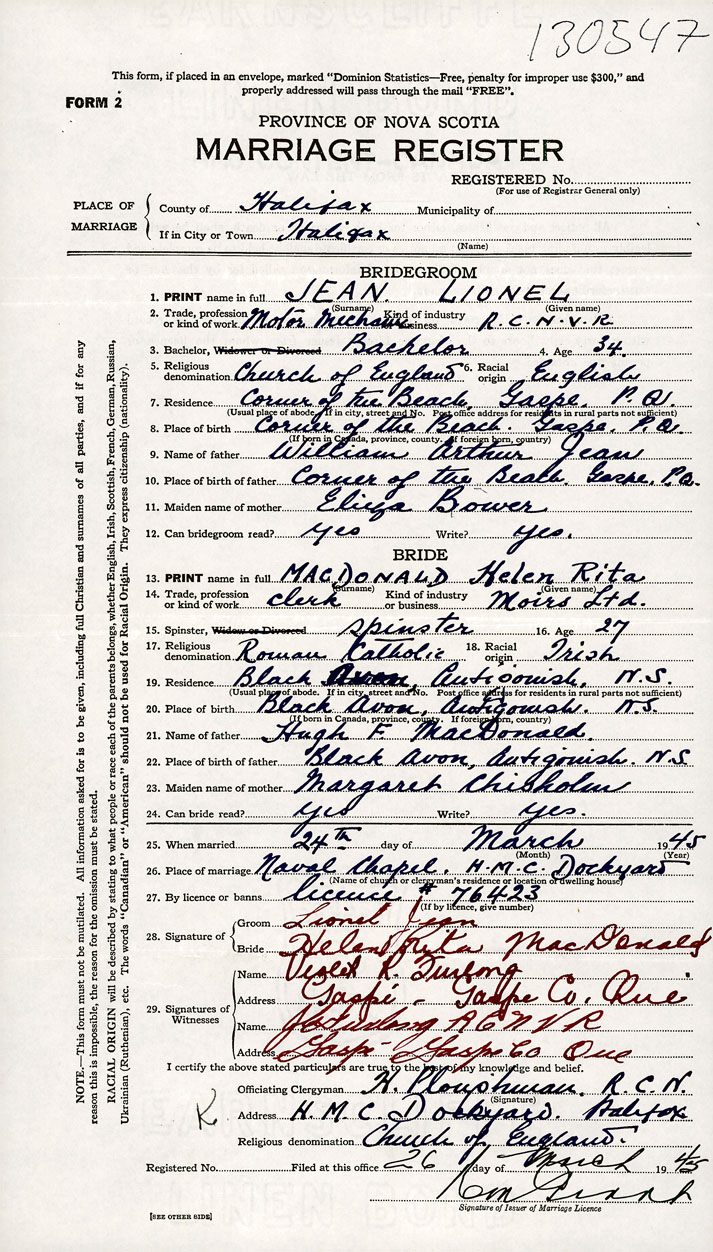 130547
This form, if placed in an envelope, marked "Dominion Statistics—Free, penalty for improper use $300," and
properly addressed will pass through the mail "FREE".
FORM 2
PROVINCE OF NOVA SCOTIA
MARRIAGE REGISTER
REGISTERED No.
(For use of Registrar General only)
PLACE OF MARRIAGE
County of Halifax Municipality of
If in City or Town Halifax
(Name)
BRIDEGROOM
1. PRINT name in full JEAN. LIONEL
(Surname) (Given name)
2. Trade, profession or kind of work Motor Mechanic Kind of industry or business R.C.N.V.R
3. Bachelor, Widower or Divorced Bachelor 4. Age 34.
5. Religious denomination Church of England 6. Racial origin English
7. Residence Corner of the Beach, Gaspe, P.Q.
(Usual place of abode. If in city, street and No. Post office address for residents in rural parts not sufficient)
8. Place of birth Corner of the Beach. Gaspe, P.Q.
(If born in Canada, province, county. If foreign born, country)
9. Name of father William Arthur Jean
10. Place of birth of father Corner of the Beach, Gaspe, P.Q.
11. Maiden name of mother Eliza Bower
12. Can bridegroom read? yes Write? yes.
BRIDE
13. PRINT name in full MACDONALD Helen Rita
(Surname) (Given name)
14. Trade, profession or kind of work clerk Kind of industry or business Moirs Ltd.
15. Spinster, Widow or Divorced Spinster 16. Age 27
17. Religious denomination Roman Catholic 18. Racial origin Irish
19. Residence Black Avon, Antigonish, N.S.
(Usual place of abode. If in city, street and No. Post office address for residents in rural parts not sufficient)
20. Place of birth Black Avon, Antigonish. N.S.
(If born in Canada, province, county. If foreign born, country)
21. Name of father Hugh F. MacDonald.
22. Place of birth of father Black Avon, Antigonish. N.S
23. Maiden name of mother Margaret Chisholm
24. Can bride read? yes Write? yes.
25. When married 24th day of March 1945
(Month) (Year)
26. Place of marriage Naval Chapel. H.M.C Dockyard
(Name of church or clergyman's residence or location of dwelling house)
27. By licence or banns licence # 76423
(If by licence, give number)
28. Signature of
Groom Lionel Jean
Bride Helen Rita MacDonald
29. Signatures of Witnesses
Name Violet R.
Address Gaspé - Gaspe Co, Que
Name
Address Gaspe - Gaspe Co Que
I certify the above stated particulars are true to the best of my knowledge and belief.
Officiating Clergyman H. Ploughman. R.C.N.
(Signature)
K. Address H.M.C Dockyard. Halifax
Religious denomination Church of England.
Registered No. Filed at this office 26 day of March 1945
Signature of Issuer of Marriage Licence
[SEE OTHER SIDE]
NOTE.—This form must not be mutilated. All information asked for is to be given, including full Christian and surnames of all parties, and if for any
reason this is impossible, the reason for the omission must be stated.
RACIAL ORIGIN will be described by stating to what people or race each of the parents belongs, whether English, Irish, Scottish, French, German, Russian,
Ukrainian (Ruthenian), etc. The words "Canadian" or "American" should not be used for Racial Origin. They express citizenship (nationality).